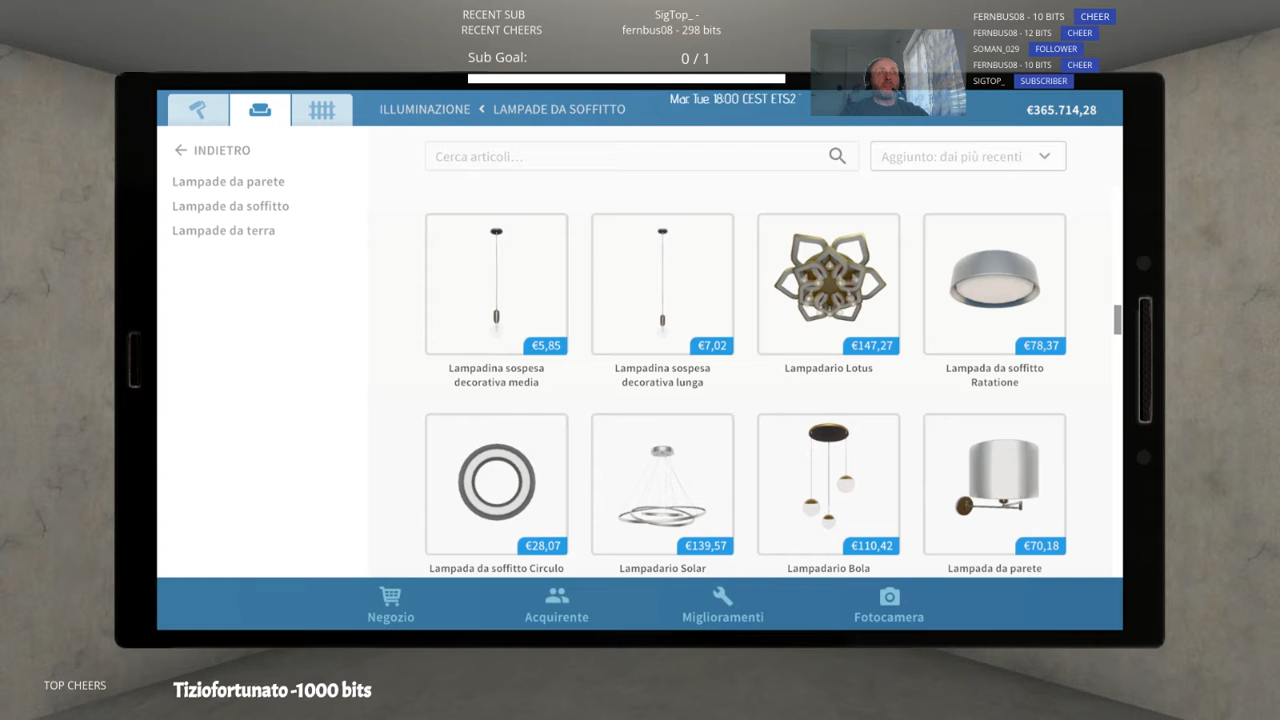 RECENT SUB
SigTop_ -
RECENT CHEERS
fernbus08 - 298 bits
Sub Goal:
0 / 1
FERNBUS08 - 10 BITS CHEER
FERNBUS08 - 12 BITS CHEER
SOMAN_029 FOLLOWER
FERNBUS08 - 10 BITS CHEER
SIGTOP_ SUBSCRIBER
ILLUMINAZIONE < LAMPADE DA SOFFITTO
Mar. Tue. 18:00 CEST ETS2
€365.714,28
INDIETRO
Lampade da parete
Lampade da soffitto
Lampade da terra
Cerca articoli...
Aggiunto: dai più recenti
€5,85
€7,02
€147,27
€78,37
Lampadina sospesa
decorativa media
Lampadina sospesa
decorativa lunga
Lampadario Lotus
Lampada da soffitto
Ratatione
€28,07
€139,57
€110,42
€70,18
Lampada da soffitto Circulo
Lampadario Solar
Lampadario Bola
Lampada da parete
Negozio
Acquirente
Miglioramenti
Fotocamera
TOP CHEERS
Tiziofortunato -1000 bits